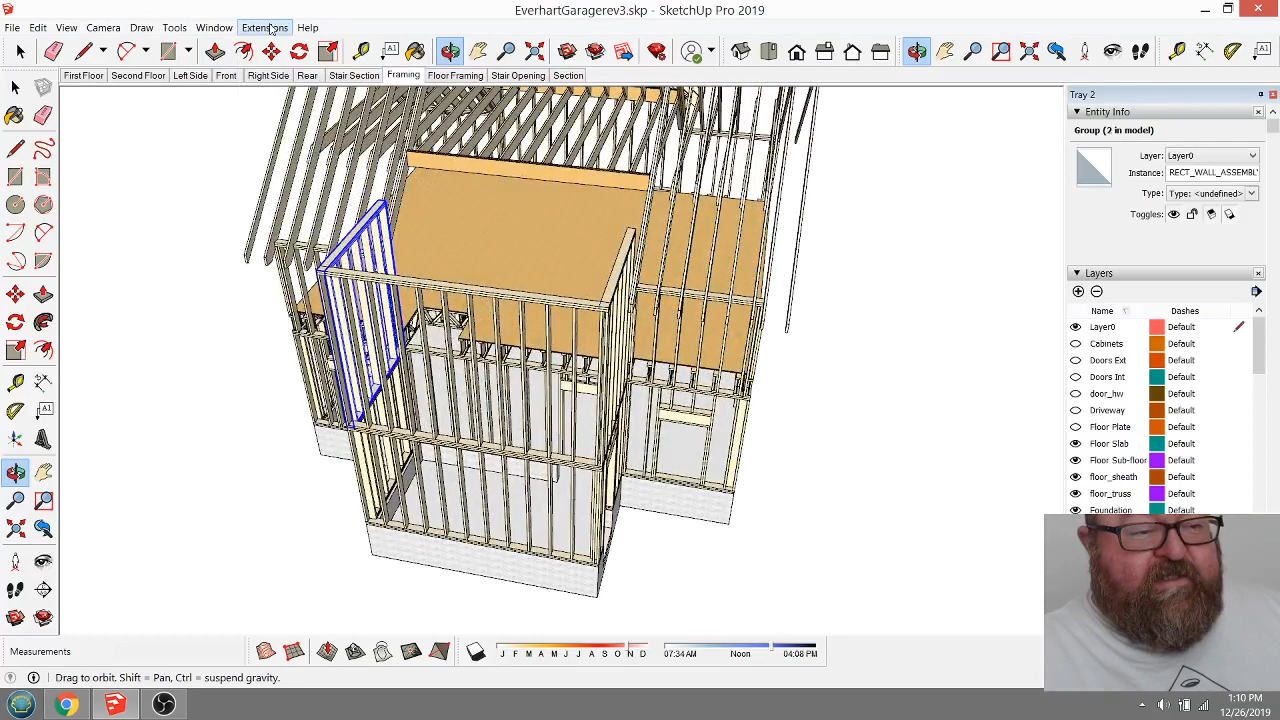 EverhartGaragerev3.skp - SketchUp Pro 2019
File Edit View Camera Draw Tools Window Extensions Help
First Floor Second Floor Left Side Front Right Side Rear Stair Section Framing Floor Framing Stair Opening Section
Tray 2
Entity Info
Group (2 in model)
Layer: Layer0
Instance: RECT_WALL_ASSEMBLY
Type: Type: <undefined>
Toggles:
Layers
Name Dashes
Layer0 Default
Cabinets Default
Doors Ext Default
Doors Int Default
door_hw Default
Driveway Default
Floor Plate Default
Floor Slab Default
Floor Sub-floor Default
floor_sheath Default
floor_truss Default
Foundation Default
Measurements
J F M A M J J A S O N D
07:34 AM Noon 04:08 PM
Drag to orbit. Shift = Pan, Ctrl = suspend gravity.
1:10 PM
12/26/2019